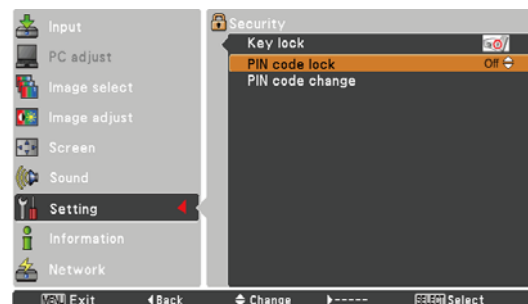 Input
PC adjust
Image select
Image adjust
Screen
Sound
Setting
Information
Network
Security
Key lock
PIN code lock Off
PIN code change
MENU Exit Back Change ----- SELECT Select